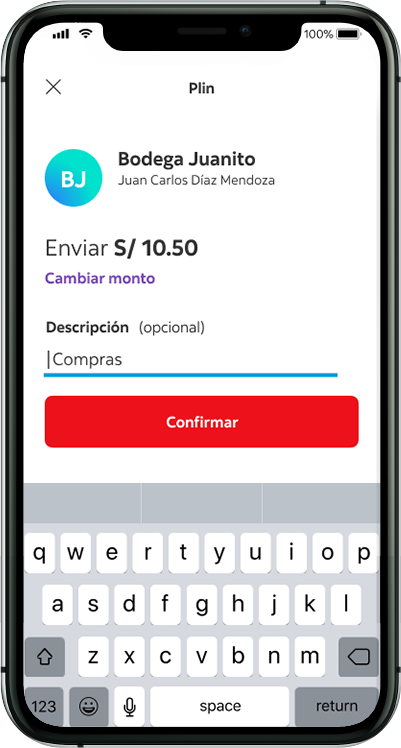 100%
Plin
BJ
Bodega Juanito
Juan Carlos Díaz Mendoza
Enviar S/ 10.50
Cambiar monto
Descripción (opcional)
Compras
Confirmar
q w e r t y u i o p
a s d f g h j k l
z x c v b n m
123 space return